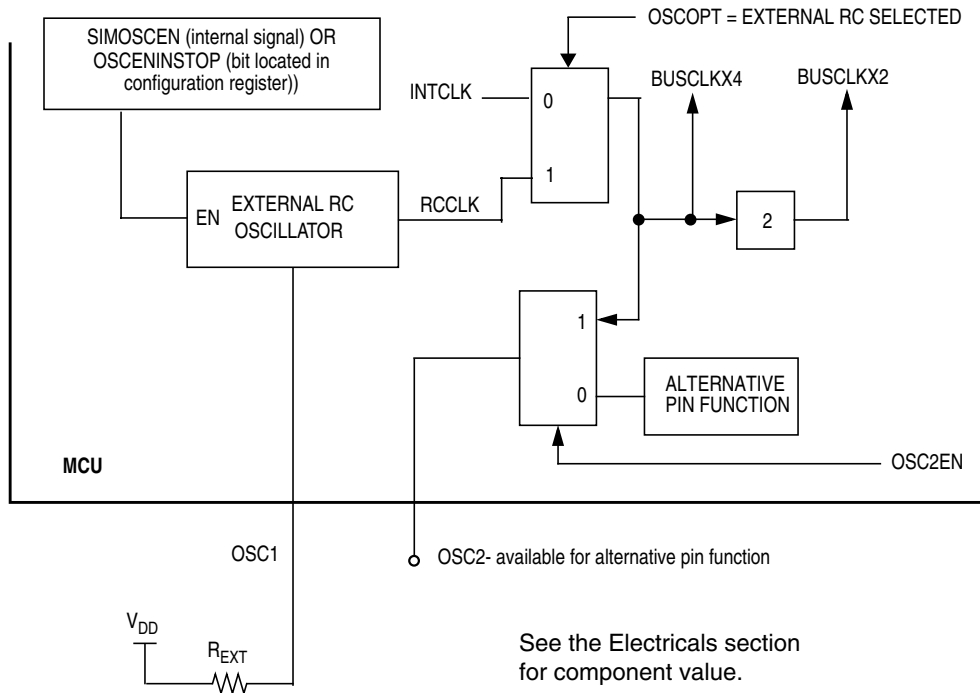 OSCOPT = EXTERNAL RC SELECTED
SIMOSCEN (internal signal) OR
OSCENINSTOP (bit located in
configuration register))
BUSCLKX4
BUSCLKX2
INTCLK
0
1
EN
EXTERNAL RC
OSCILLATOR
RCCLK
2
1
0
ALTERNATIVE
PIN FUNCTION
MCU
OSC2EN
OSC1
OSC2- available for alternative pin function
VDD
REXT
See the Electricals section
for component value.